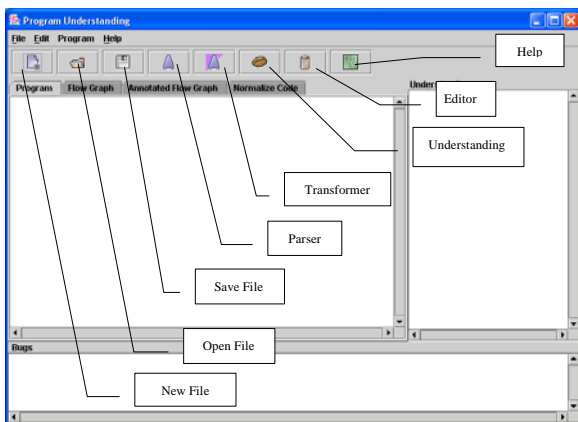 Program Understanding
File Edit Program Help
Help
Program Flow Graph Annotated Flow Graph Normalize Code
Editor
Understanding
Transformer
Parser
Save File
Open File
Bugs
New File